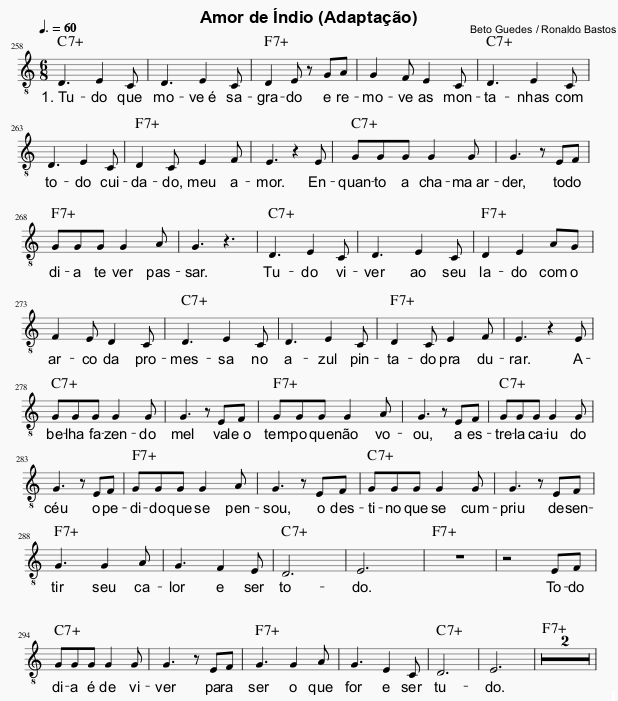 Amor de Índio (Adaptação)
Beto Guedes / Ronaldo Bastos
♩. = 60
258 C7+ F7+ C7+
1. Tu- do que mo- ve é sa- gra- do e re- mo- ve as mon- ta- nhas com
263 F7+ C7+
to- do cui- da- do, meu a- mor. En- quan- to a cha- ma ar- der, todo
268 F7+ C7+ F7+
di- a te ver pas- sar. Tu- do vi- ver ao seu la- do com o
273 C7+ F7+
ar- co da pro- mes- sa no a- zul pin- ta- do pra du- rar. A-
278 C7+ F7+ C7+
be- lha fa- zen- do mel vale o tempo que não vo- ou, a es- tre- la ca- iu do
283 F7+ C7+
céu o pe- di- do que se pen- sou, o des- ti- no que se cum- priu de sen-
288 F7+ C7+ F7+
tir seu ca- lor e ser to- do. To- do
294 C7+ F7+ C7+ F7+ 2
di- a é de vi- ver para ser o que for e ser tu- do.